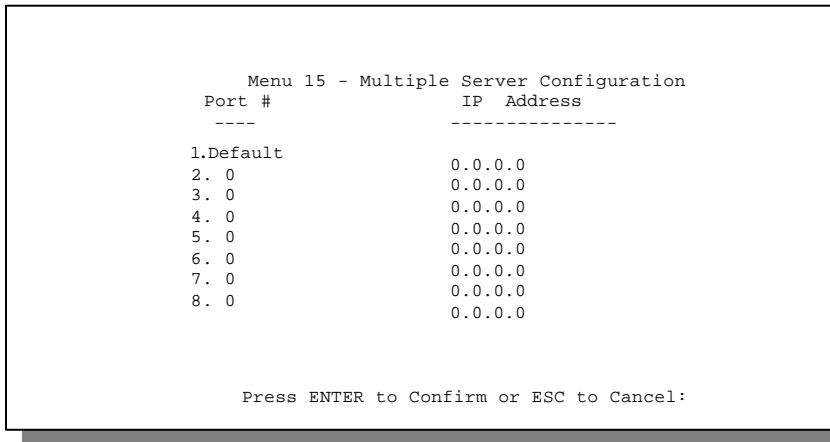 Menu 15 - Multiple Server Configuration
Port # IP Address
---- ---------------
1.Default 0.0.0.0
2. 0 0.0.0.0
3. 0 0.0.0.0
4. 0 0.0.0.0
5. 0 0.0.0.0
6. 0 0.0.0.0
7. 0 0.0.0.0
8. 0 0.0.0.0
Press ENTER to Confirm or ESC to Cancel: